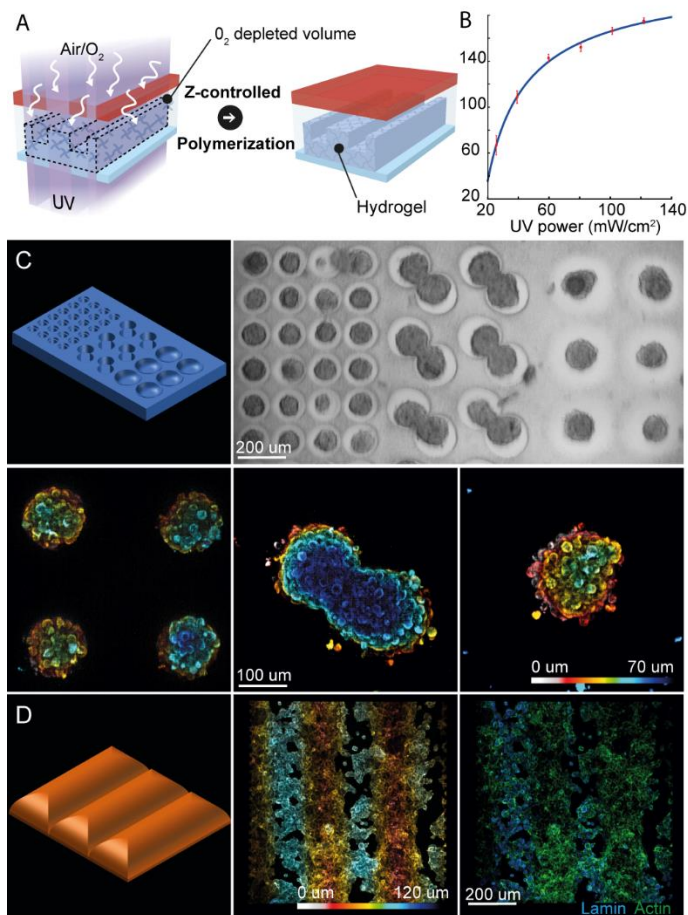 A
Air/O2
02 depleted volume
Z-controlled
Polymerization
UV
Hydrogel
B
140
100
60
20
20 60 100 140
UV power (mW/cm2)
C
200 um
100 um
0 um 70 um
D
0 um 120 um
200 um
Lamin Actin